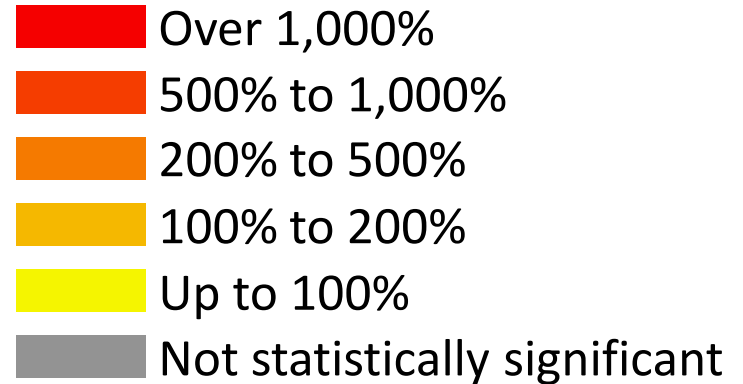 Over 1,000%
500% to 1,000%
200% to 500%
100% to 200%
Up to 100%
Not statistically significant